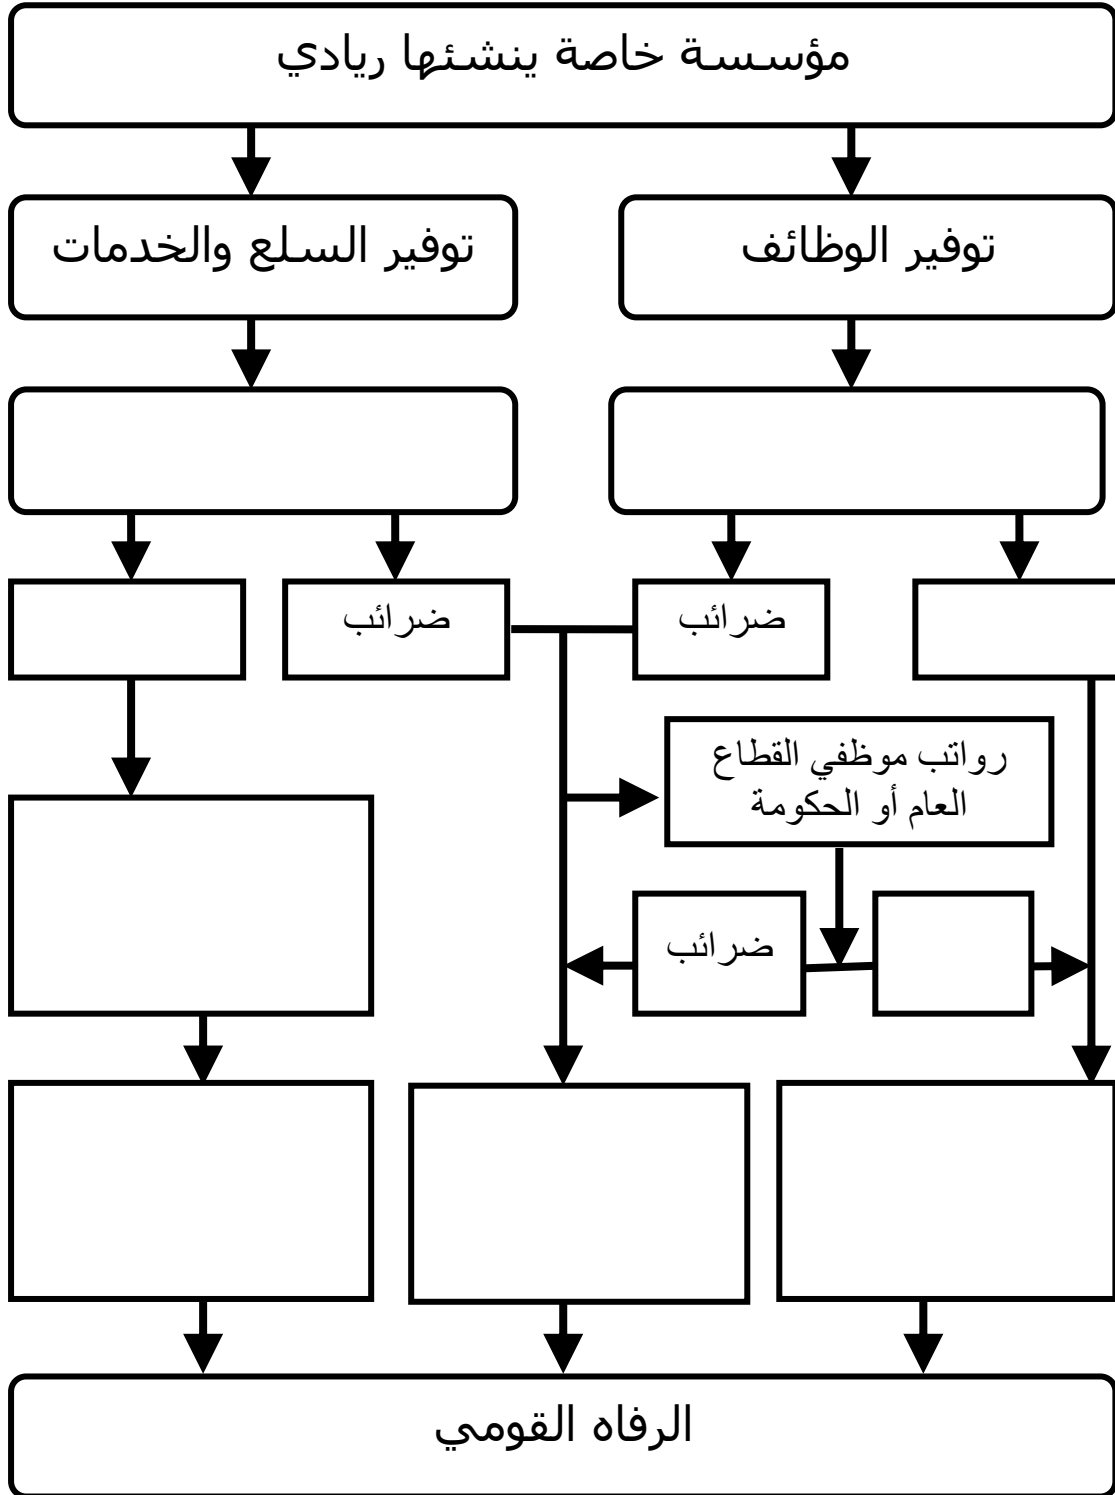 مؤسسة خاصة ينشئها ريادي
توفير الوظائف
توفير السلع والخدمات
ضرائب
ضرائب
رواتب موظفي القطاع
العام أو الحكومة
ضرائب
الرفاه القومي